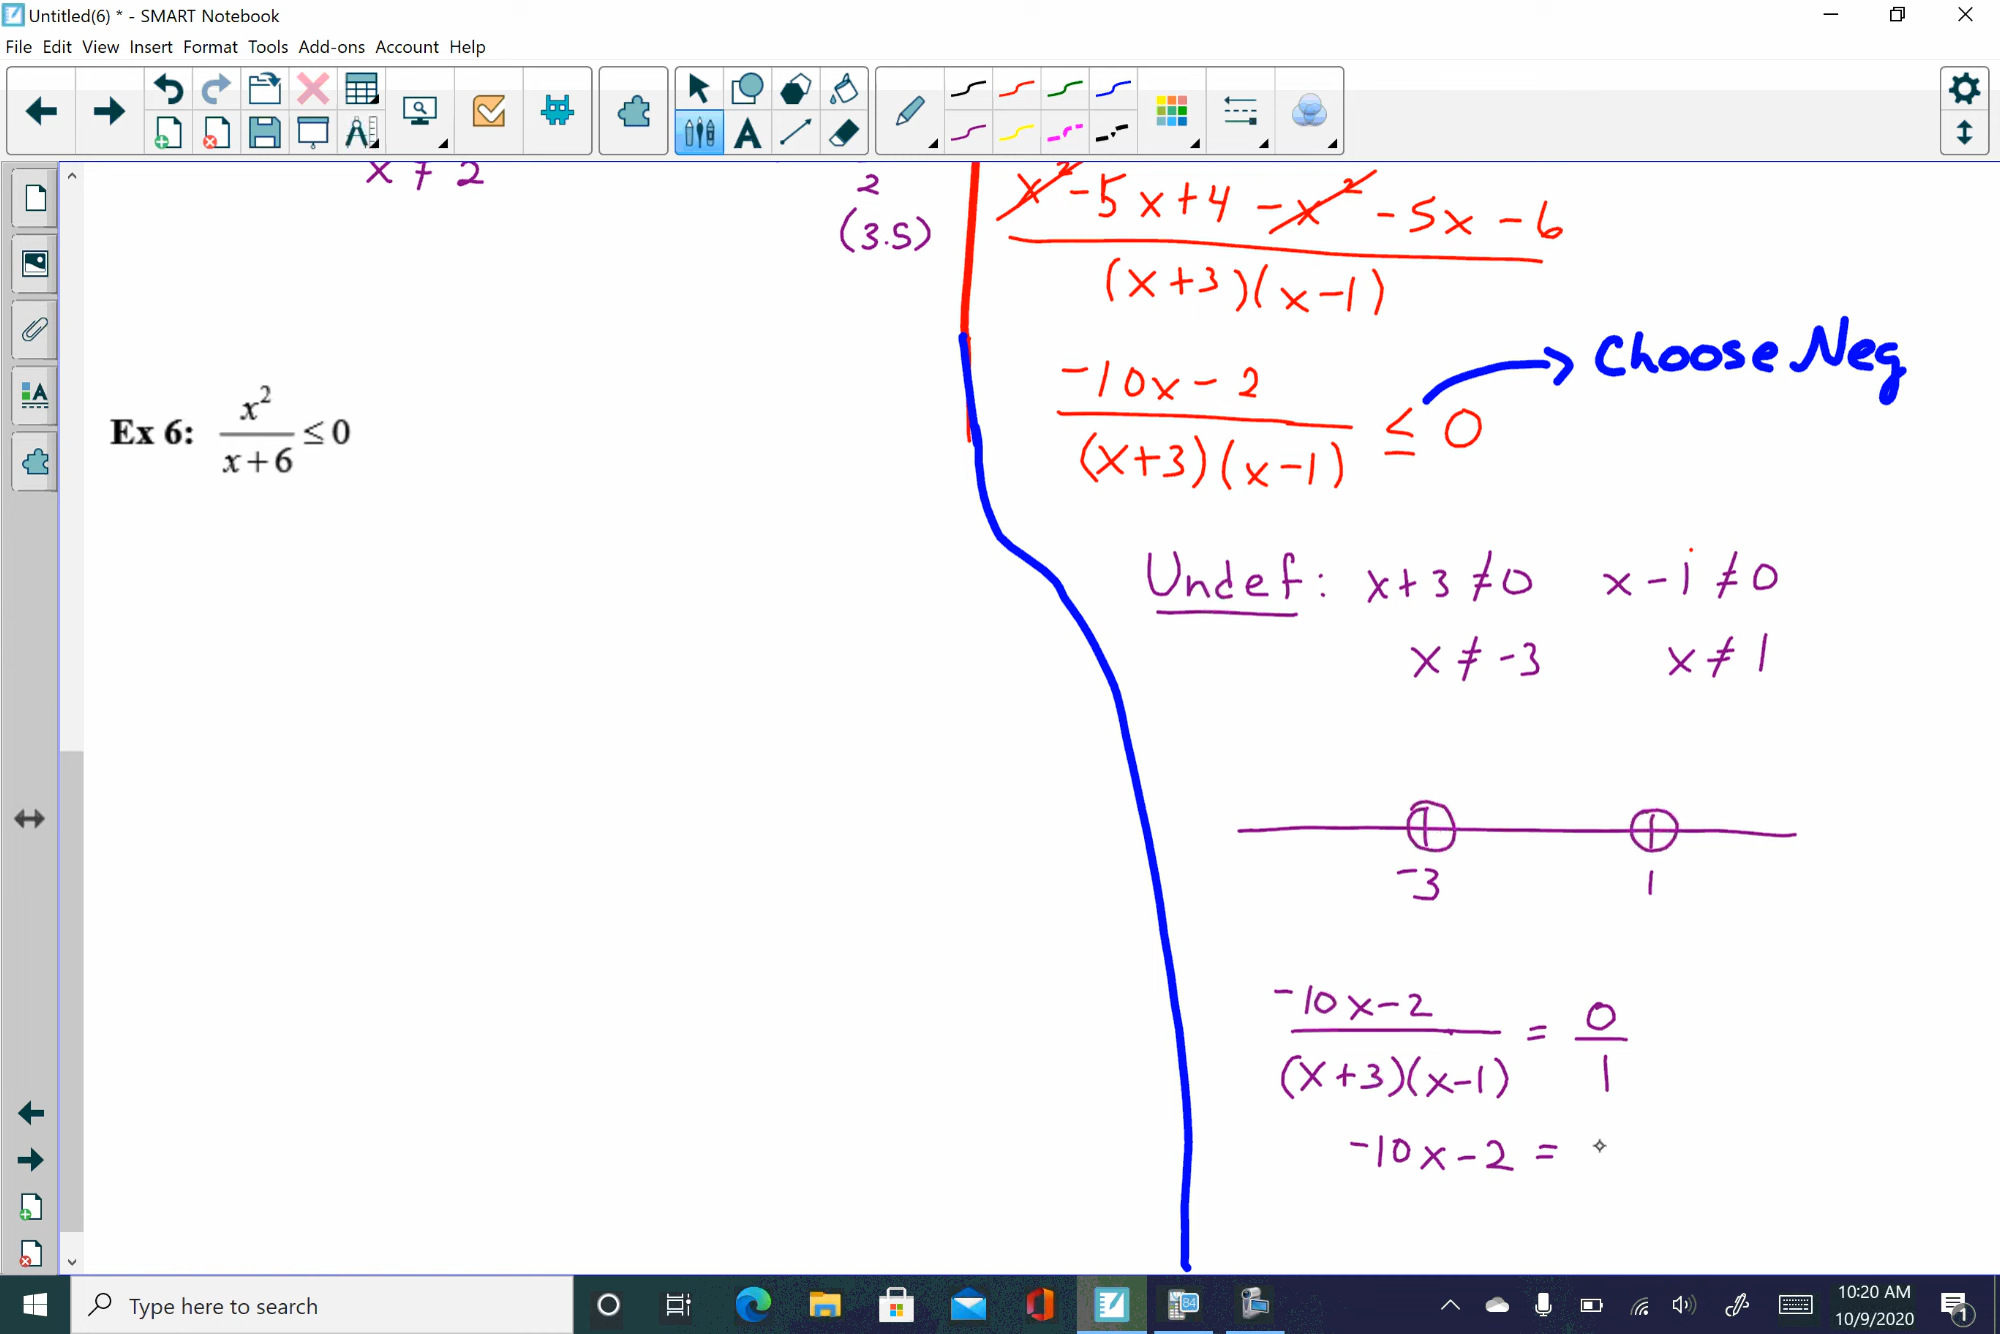 Untitled(6) * - SMART Notebook
File Edit View Insert Format Tools Add-ons Account Help
x ≠ 2
2
(3.5)
x² -5x+4 -x² -5x -6
(x+3)(x-1)
-10x-2
(x+3)(x-1)
≤ 0
Choose Neg
Ex 6: x²
x+6
≤0
Undef: x+3 ≠0 x-1 ≠0
x ≠ -3 x ≠ 1
-3 1
-10x-2
(x+3)(x-1)
= 0
1
-10x-2 =
Type here to search
84
10:20 AM
10/9/2020
1